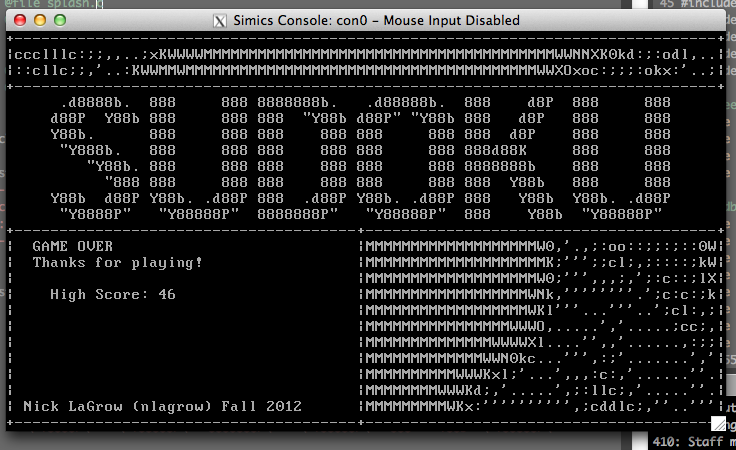 @file splash.c
45 #include
Simics Console: con0 – Mouse Input Disabled
SUDOKU
GAME OVER
Thanks for playing!
High Score: 46
Nick LaGrow (nlagrow) Fall 2012
410: Staff m